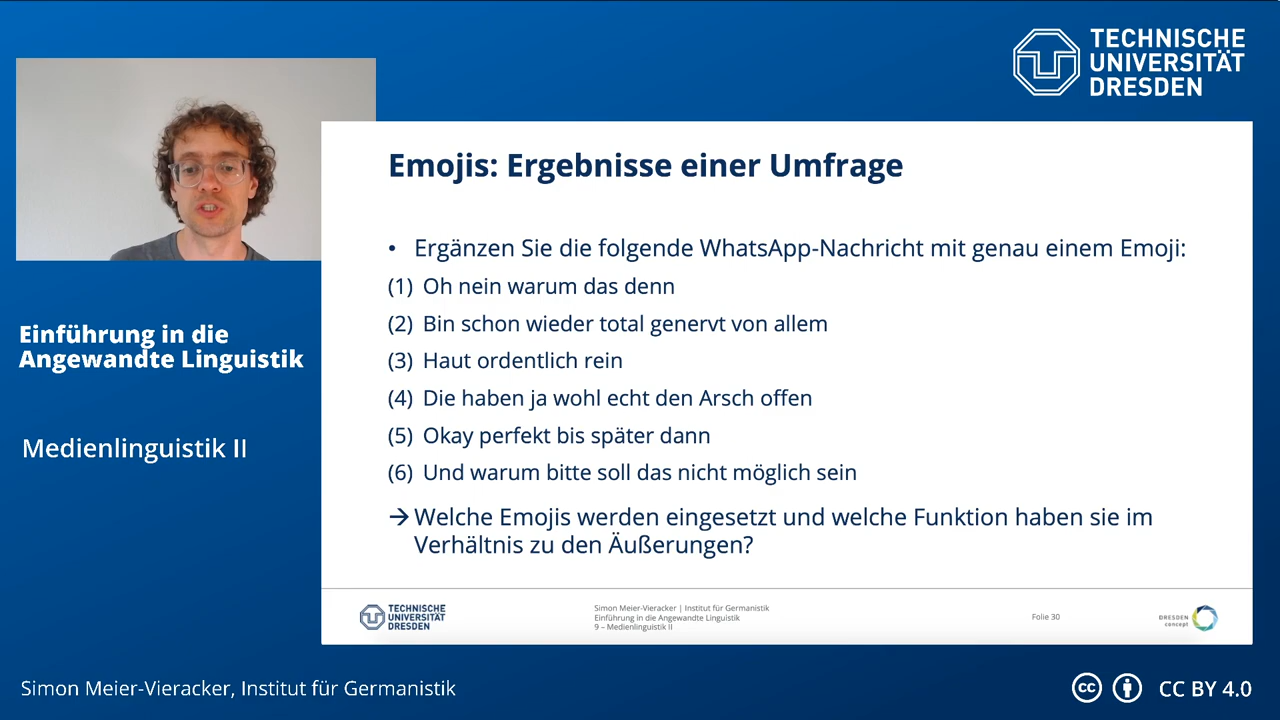 TECHNISCHE
UNIVERSITÄT
DRESDEN
Emojis: Ergebnisse einer Umfrage
• Ergänzen Sie die folgende WhatsApp-Nachricht mit genau einem Emoji:
(1) Oh nein warum das denn
(2) Bin schon wieder total genervt von allem
(3) Haut ordentlich rein
(4) Die haben ja wohl echt den Arsch offen
(5) Okay perfekt bis später dann
(6) Und warum bitte soll das nicht möglich sein
→ Welche Emojis werden eingesetzt und welche Funktion haben sie im
Verhältnis zu den Äußerungen?
Einführung in die
Angewandte Linguistik
Medienlinguistik II
TECHNISCHE
UNIVERSITÄT
DRESDEN
Simon Meier-Vieracker | Institut für Germanistik
Einführung in die Angewandte Linguistik
9 – Medienlinguistik II
Folie 30
DRESDEN
concept
Simon Meier-Vieracker, Institut für Germanistik
cc CC BY 4.0